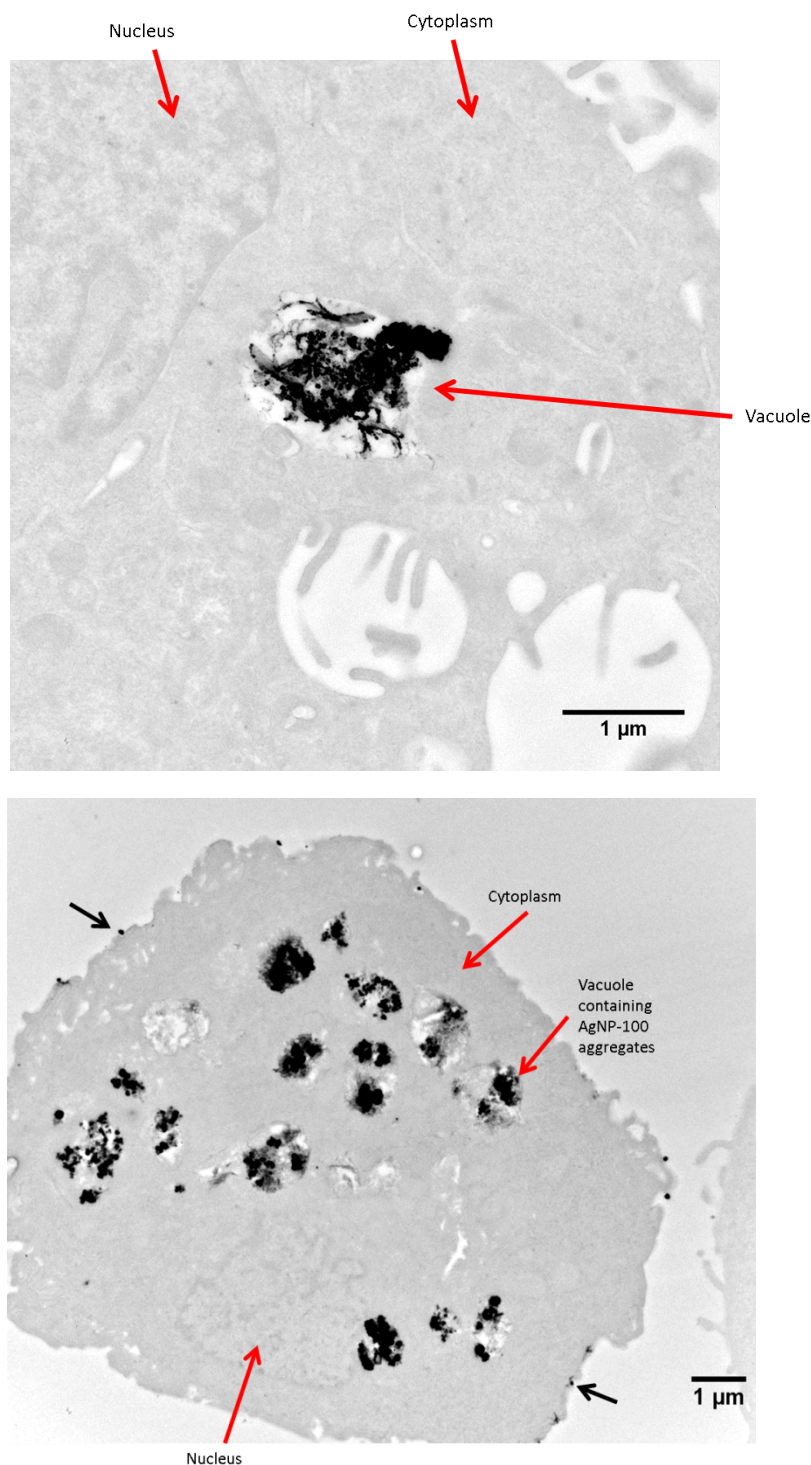 Nucleus
Cytoplasm
Vacuole
1 µm
Cytoplasm
Vacuole
containing
AgNP-100
aggregates
1 µm
Nucleus